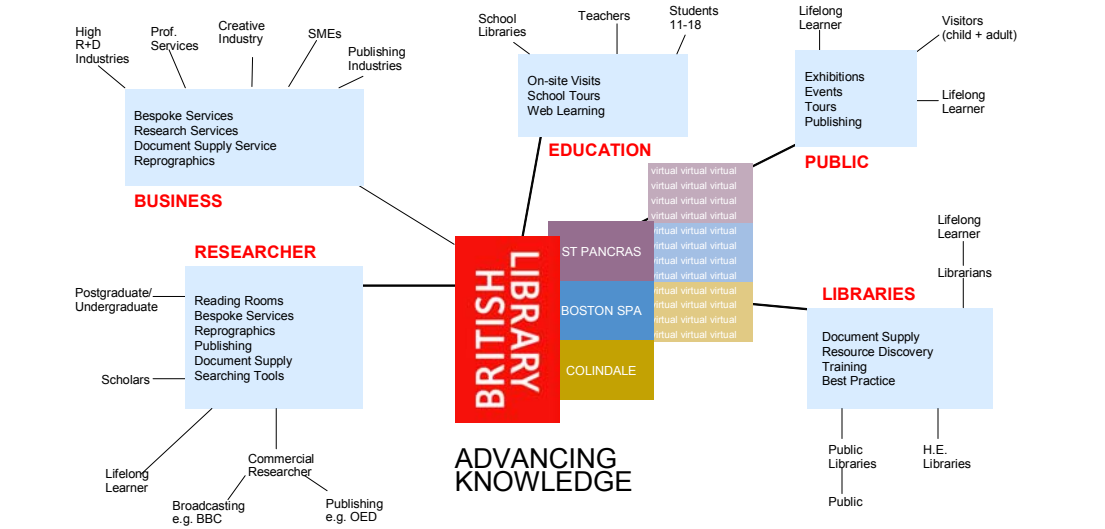 High
R+D
Industries
Prof.
Services
Creative
Industry
SMEs
Publishing
Industries
Bespoke Services
Research Services
Document Supply Service
Reprographics
BUSINESS
School
Libraries
Teachers
Students
11-18
On-site Visits
School Tours
Web Learning
EDUCATION
Lifelong
Learner
Visitors
(child + adult)
Lifelong
Learner
Exhibitions
Events
Tours
Publishing
PUBLIC
RESEARCHER
Postgraduate/
Undergraduate
Scholars
Reading Rooms
Bespoke Services
Reprographics
Publishing
Document Supply
Searching Tools
Lifelong
Learner
Commercial
Researcher
Broadcasting
e.g. BBC
Publishing
e.g. OED
BRITISH
LIBRARY
ST PANCRAS
BOSTON SPA
COLINDALE
virtual virtual virtual
virtual virtual virtual
virtual virtual virtual
virtual virtual virtual
virtual virtual virtual
virtual virtual virtual
virtual virtual virtual
virtual virtual virtual
virtual virtual virtual
virtual virtual virtual
virtual virtual virtual
virtual virtual virtual
ADVANCING
KNOWLEDGE
Lifelong
Learner
Librarians
LIBRARIES
Document Supply
Resource Discovery
Training
Best Practice
Public
Libraries
Public
H.E.
Libraries